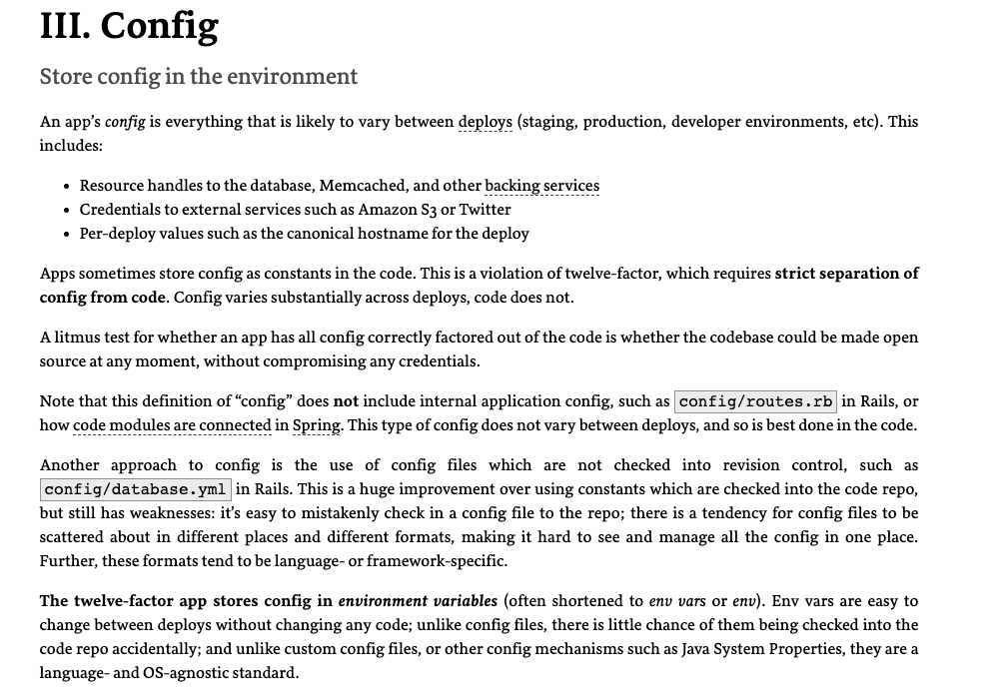 III. Config
Store config in the environment
An app’s config is everything that is likely to vary between deploys (staging, production, developer environments, etc). This
includes:
• Resource handles to the database, Memcached, and other backing services
• Credentials to external services such as Amazon S3 or Twitter
• Per-deploy values such as the canonical hostname for the deploy
Apps sometimes store config as constants in the code. This is a violation of twelve-factor, which requires strict separation of
config from code. Config varies substantially across deploys, code does not.
A litmus test for whether an app has all config correctly factored out of the code is whether the codebase could be made open
source at any moment, without compromising any credentials.
Note that this definition of “config” does not include internal application config, such as config/routes.rb in Rails, or
how code modules are connected in Spring. This type of config does not vary between deploys, and so is best done in the code.
Another approach to config is the use of config files which are not checked into revision control, such as
config/database.yml in Rails. This is a huge improvement over using constants which are checked into the code repo,
but still has weaknesses: it’s easy to mistakenly check in a config file to the repo; there is a tendency for config files to be
scattered about in different places and different formats, making it hard to see and manage all the config in one place.
Further, these formats tend to be language- or framework-specific.
The twelve-factor app stores config in environment variables (often shortened to env vars or env). Env vars are easy to
change between deploys without changing any code; unlike config files, there is little chance of them being checked into the
code repo accidentally; and unlike custom config files, or other config mechanisms such as Java System Properties, they are a
language- and OS-agnostic standard.